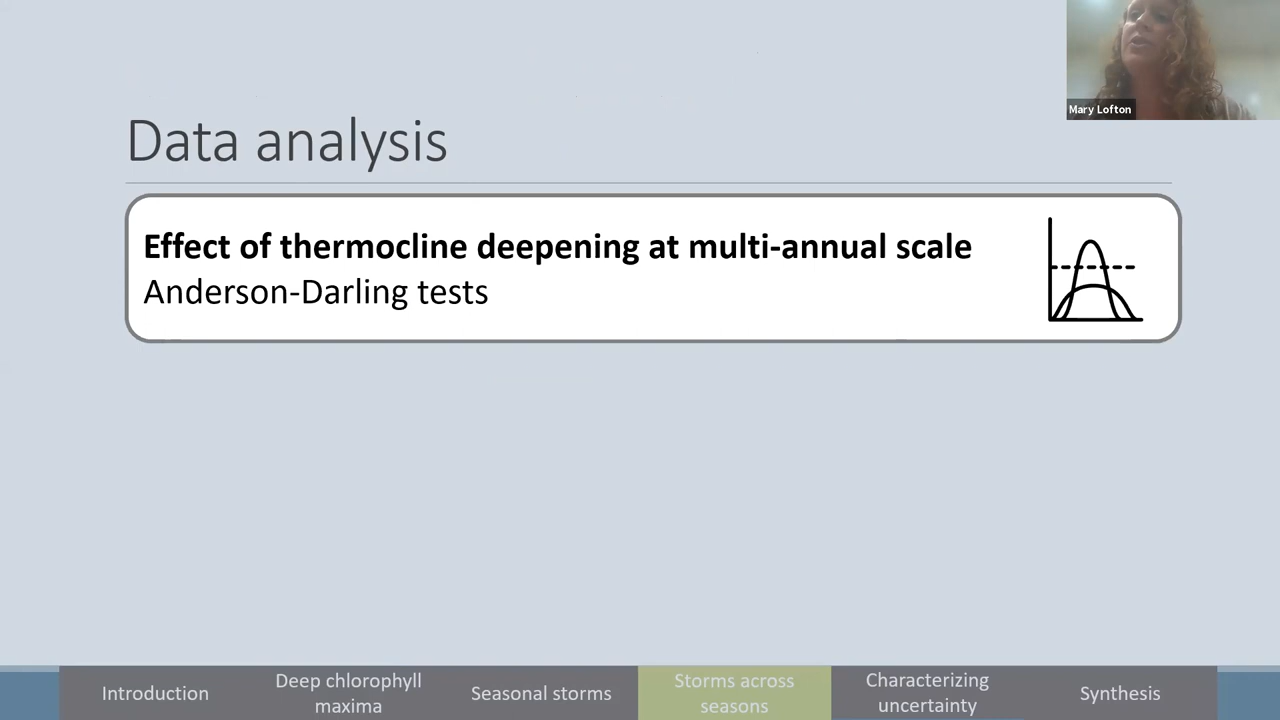 Mary Lofton
Data analysis
Effect of thermocline deepening at multi-annual scale
Anderson-Darling tests
Introduction
Deep chlorophyll
maxima
Seasonal storms
Storms across
seasons
Characterizing
uncertainty
Synthesis